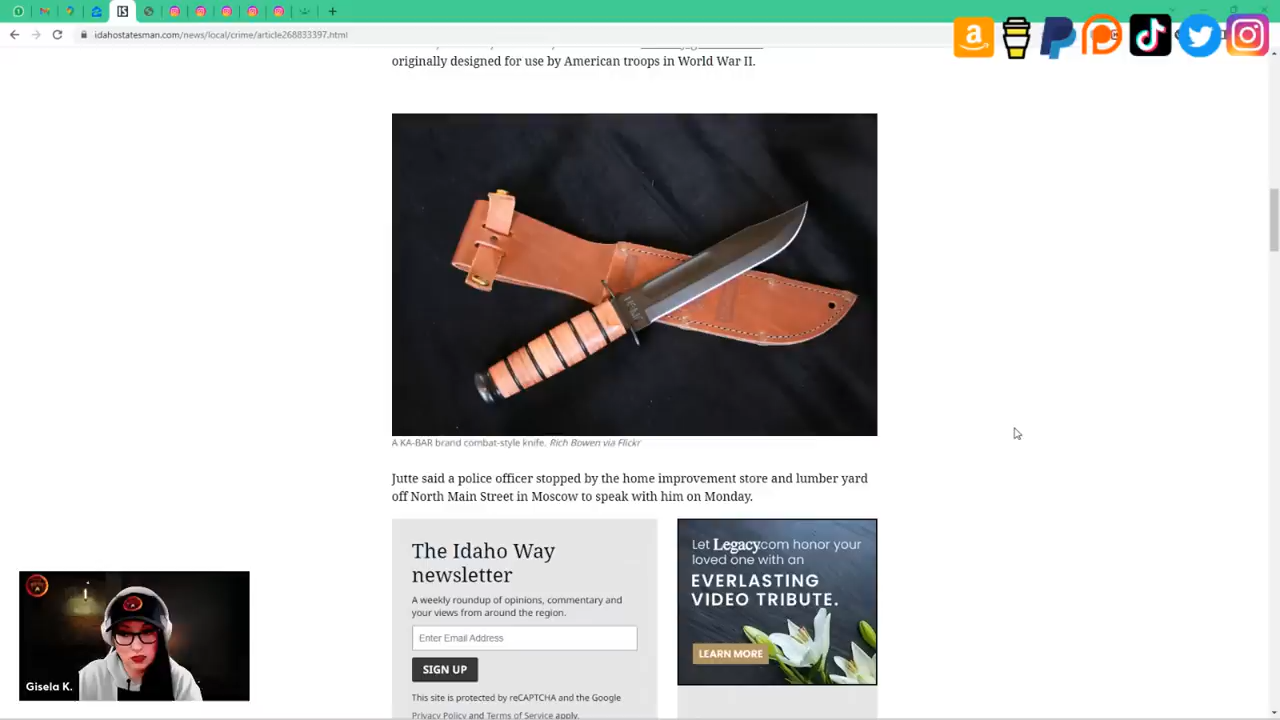 idahostatesman.com/news/local/crime/article268833397.html
originally designed for use by American troops in World War II.
A KA-BAR brand combat-style knife. Rich Bowen via Flickr
Jutte said a police officer stopped by the home improvement store and lumber yard
off North Main Street in Moscow to speak with him on Monday.
The Idaho Way
newsletter
A weekly roundup of opinions, commentary and
your views from around the region.
Enter Email Address
SIGN UP
This site is protected by reCAPTCHA and the Google
Privacy Policy and Terms of Service apply.
Let Legacy.com honor your
loved one with an
EVERLASTING
VIDEO TRIBUTE.
LEARN MORE
Gisela K.